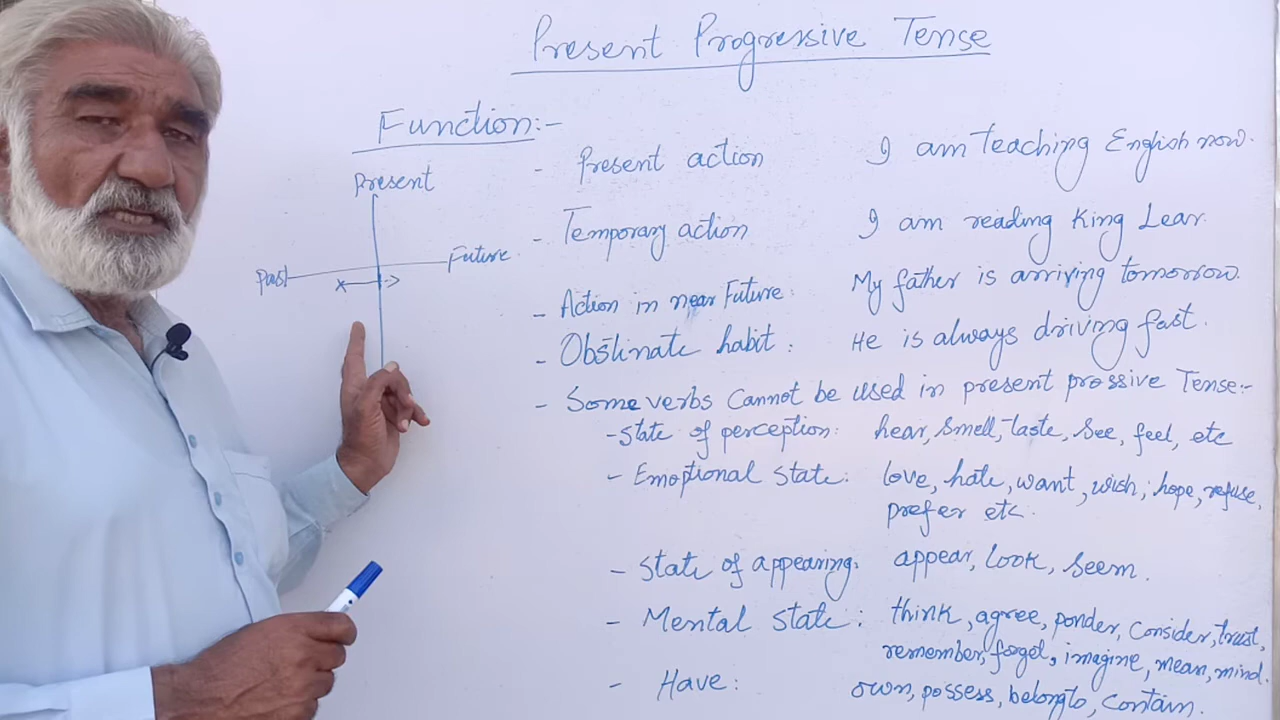 Present Progressive Tense
Function:-
Present
Past
Future.
- Present action I am teaching English now.
- Temporary action I am reading King Lear.
- Action in near Future: My father is arriving tomorrow.
- Obstinate habit: He is always driving fast.
- Some verbs Cannot be used in present prossive Tense:-
- State of perception: hear, smell, taste, see, feel, etc
- Emoptional state: love, hate, want, wish, hope, refuse,
prefer etc.
- State of appearing: appear, look, seem.
- Mental state: think, agree, ponder, Consider, trust,
remember, forget, imagine, mean, mind.
- Have: own, possess, belongto, contain.